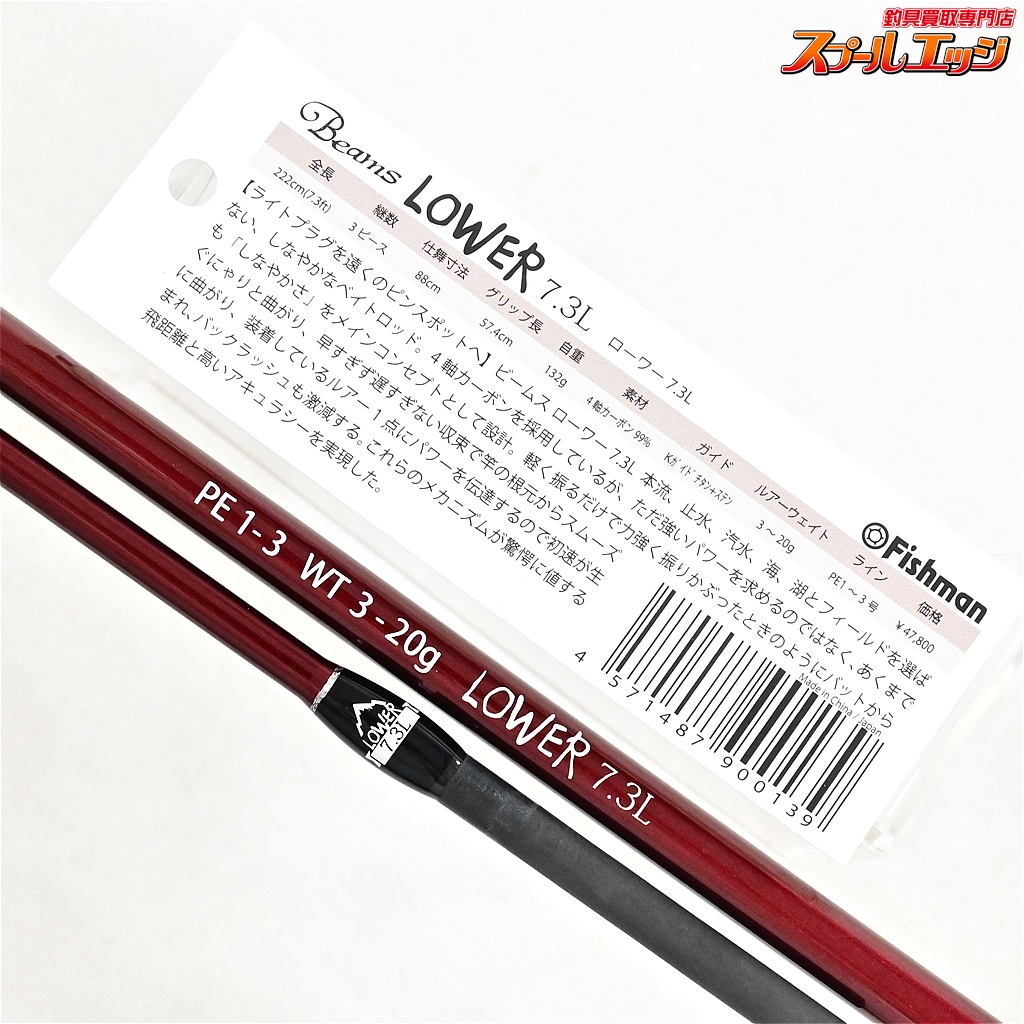 釣具買取専門店
スプールエッジ
Beams LOWER 7.3L ローワー 7.3L
全長 継数 仕舞寸法 グリップ長 自重 素材 ガイド ルアーウェイト ライン 価格
222cm(7.3ft) 3ピース 88cm 57.4cm 132g 4軸カーボン99% Kガイド チタン+ステン 3～20g PE1～3号 ¥47,800
【ライトプラグを遠くのピンスポットへ】ビームス ローワー 7.3L 本流、止水、汽水、海、湖とフィールドを選ば
ない、しなやかなベイトロッド。4軸カーボンを採用しているが、ただ強いパワーを求めるのではなく、あくまで
も「しなやかさ」をメインコンセプトとして設計。軽く振るだけで力強く振りかぶったときのようにバットから
ぐにゃりと曲がり、早すぎず遅すぎない収束で竿の根元からスムーズ
に曲がり、装着しているルアー1点にパワーを伝達するので初速が生
まれ、バックラッシュも激減する。これらのメカニズムが驚愕に値する
飛距離と高いアキュラシーを実現した。
Fishman
Made in China / Japan
4 571487 900139
PE 1-3 WT 3-20g LOWER 7.3L
LOWER
7.3L